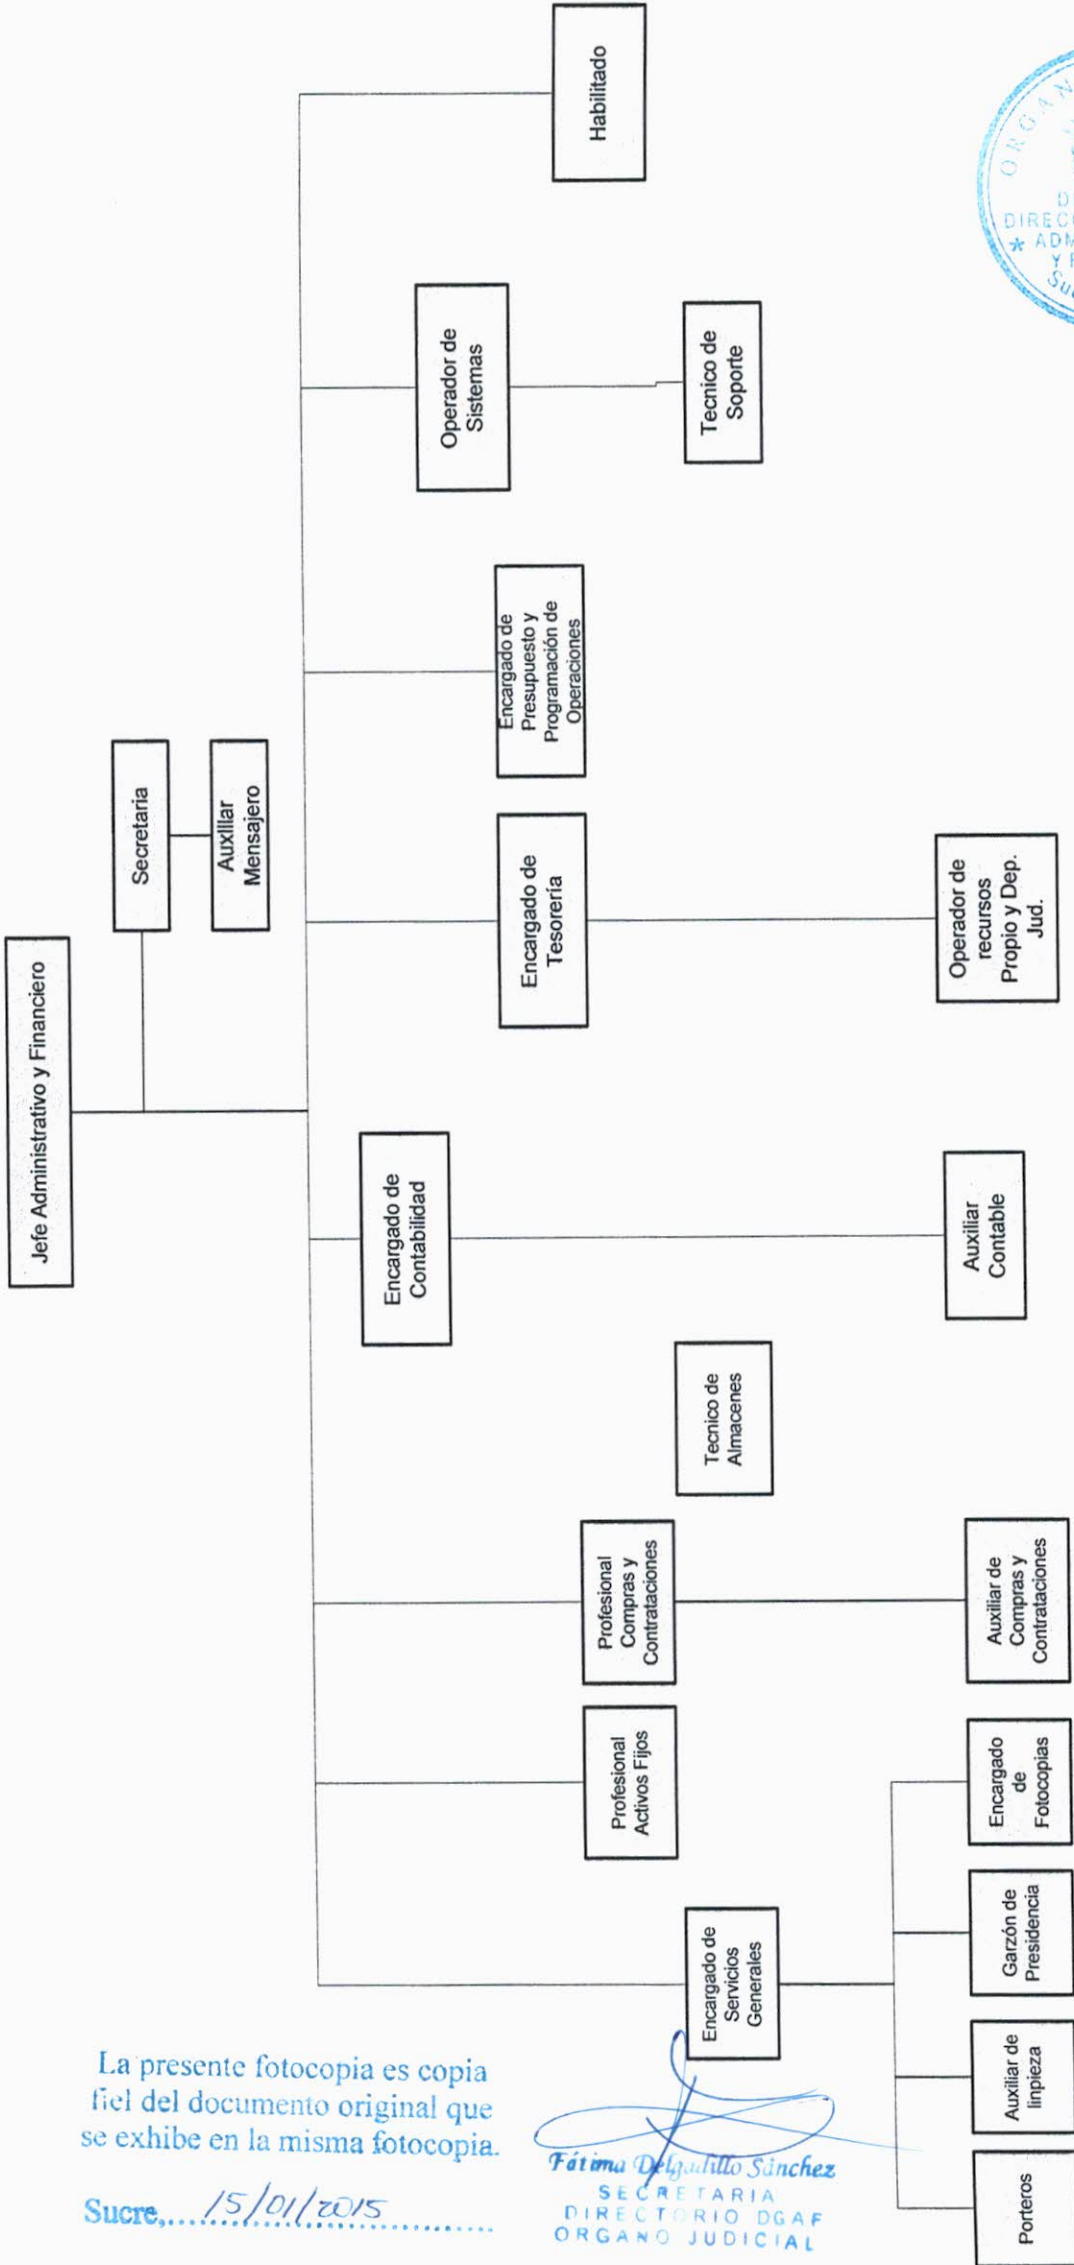 Jefe Administrativo y Financiero
Secretaria
Auxiliar
Mensajero
Encargado de
Servicios
Generales
Profesional
Activos Fijos
Profesional
Compras y
Contrataciones
Tecnico de
Almacenes
Encargado de
Contabilidad
Encargado de
Tesorería
Encargado de
Presupuesto y
Programación de
Operaciones
Operador de
Sistemas
Habilitado
Tecnico de
Soporte
Porteros
Auxiliar de
linpieza
Garzón de
Presidencia
Encargado
de
Fotocopias
Auxiliar de
Compras y
Contrataciones
Auxiliar
Contable
Operador de
recursos
Propio y Dep.
Jud.
La presente fotocopia es copia
fiel del documento original que
se exhibe en la misma fotocopia.
Sucre,.... 15/01/2015
Fátima Delgadillo Sánchez
SECRETARIA
DIRECTORIO DGAF
ORGANO JUDICIAL